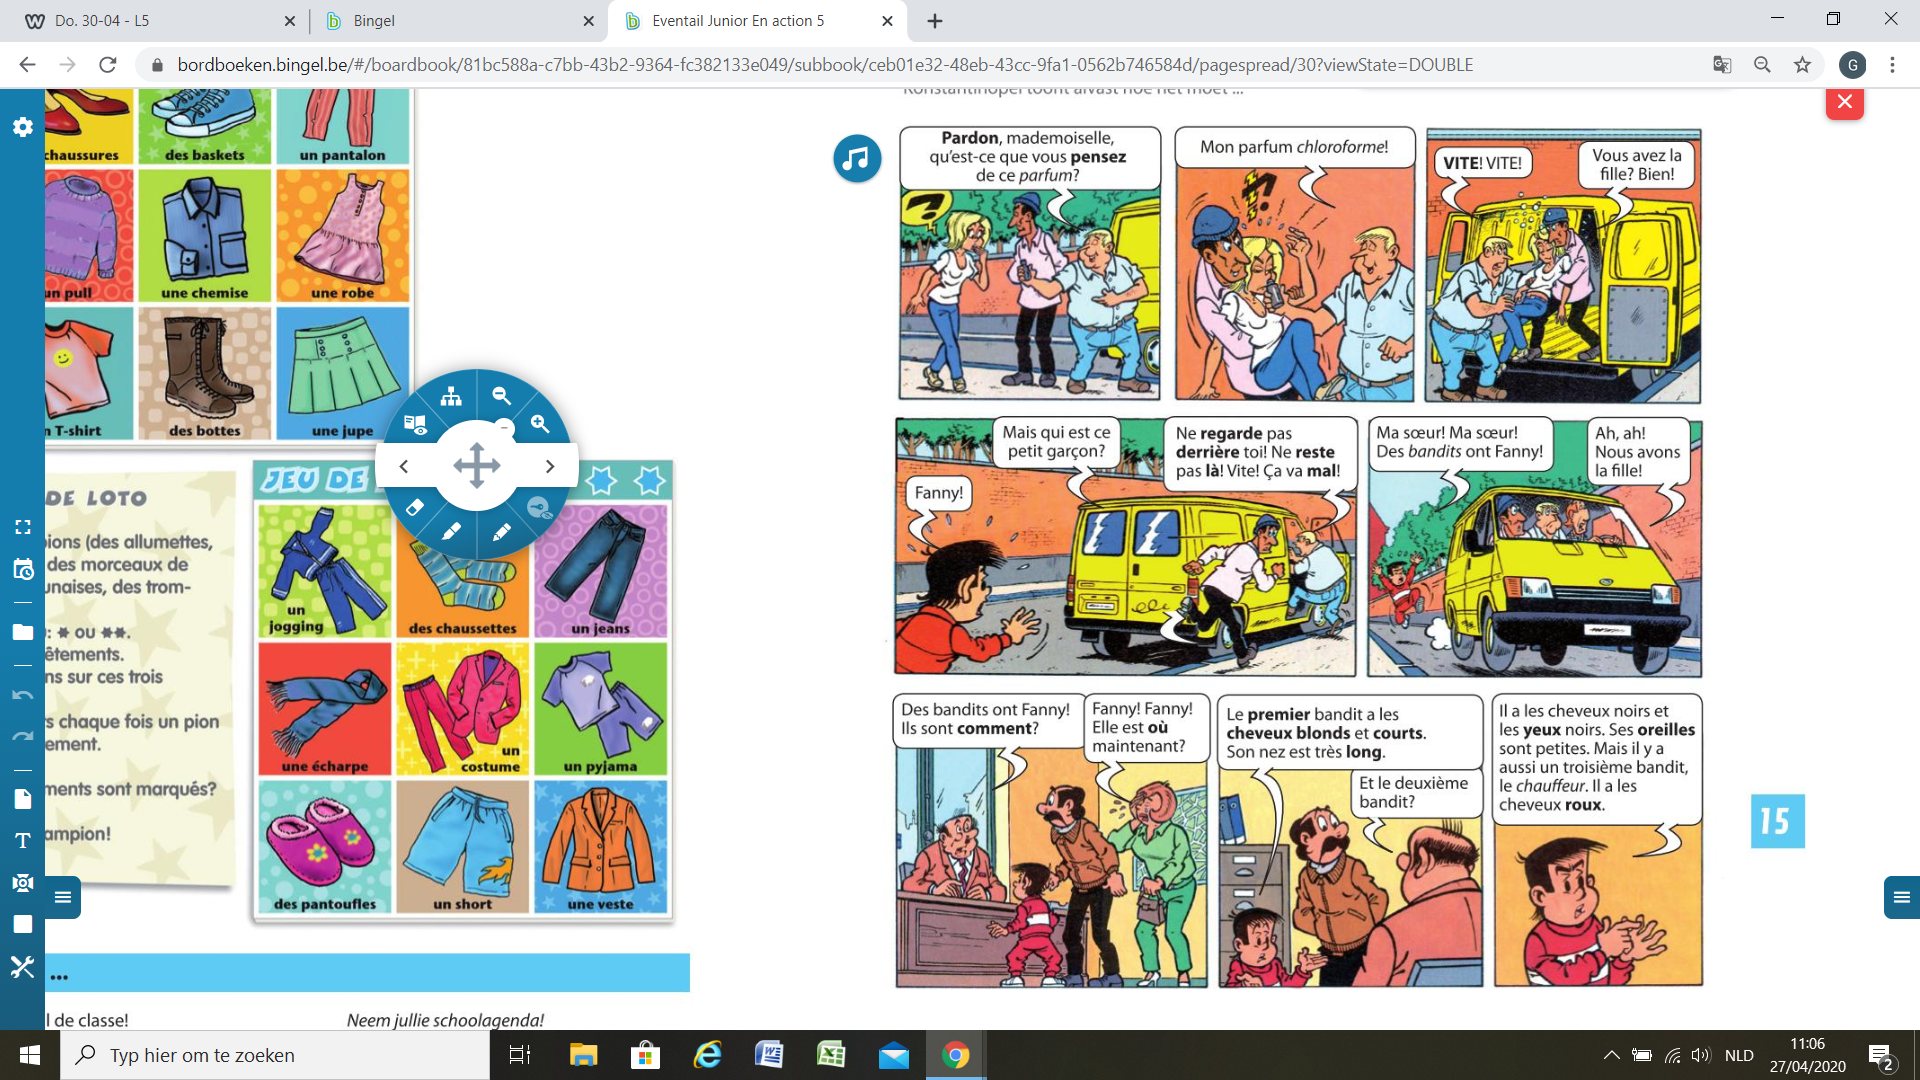 Do. 30-04 - L5
Bingel
Eventail Junior En action 5
bordboeken.bingel.be/#/boardbook/81bc588a-c7bb-43b2-9364-fc382133e049/subbook/ceb01e32-48eb-43cc-9fa1-0562b746584d/pagespread/30?viewState=DOUBLE
G
chaussures
des baskets
un pantalon
un pull
une chemise
une robe
n T-shirt
des bottes
une jupe
DE LOTO
ions (des allumettes,
des morceaux de
unaises, des trom-
: ★ OU ★★.
êtements.
ns sur ces trois
s chaque fois un pion
ement.
ments sont marqués?
ampion!
JEU DE
un
jogging
des chaussettes
un jeans
une écharpe
un
costume
un pyjama
des pantoufles
un short
une veste
...
l de classe!
Neem jullie schoolagenda!
Konstantinopel toont alvast hoe het moet ...
Pardon, mademoiselle,
qu'est-ce que vous pensez
de ce parfum?
?
Mon parfum chloroforme!
VITE! VITE!
Vous avez la
fille? Bien!
Fanny!
Mais qui est ce
petit garçon?
Ne regarde pas
derrière toi! Ne reste
pas là! Vite! Ça va mal!
Ma sœur! Ma sœur!
Des bandits ont Fanny!
Ah, ah!
Nous avons
la fille!
Des bandits ont Fanny!
Ils sont comment?
Fanny! Fanny!
Elle est où
maintenant?
Le premier bandit a les
cheveux blonds et courts.
Son nez est très long.
Et le deuxième
bandit?
Il a les cheveux noirs et
les yeux noirs. Ses oreilles
sont petites. Mais il y a
aussi un troisième bandit,
le chauffeur. Il a les
cheveux roux.
15
Typ hier om te zoeken
NLD
11:06
27/04/2020
2